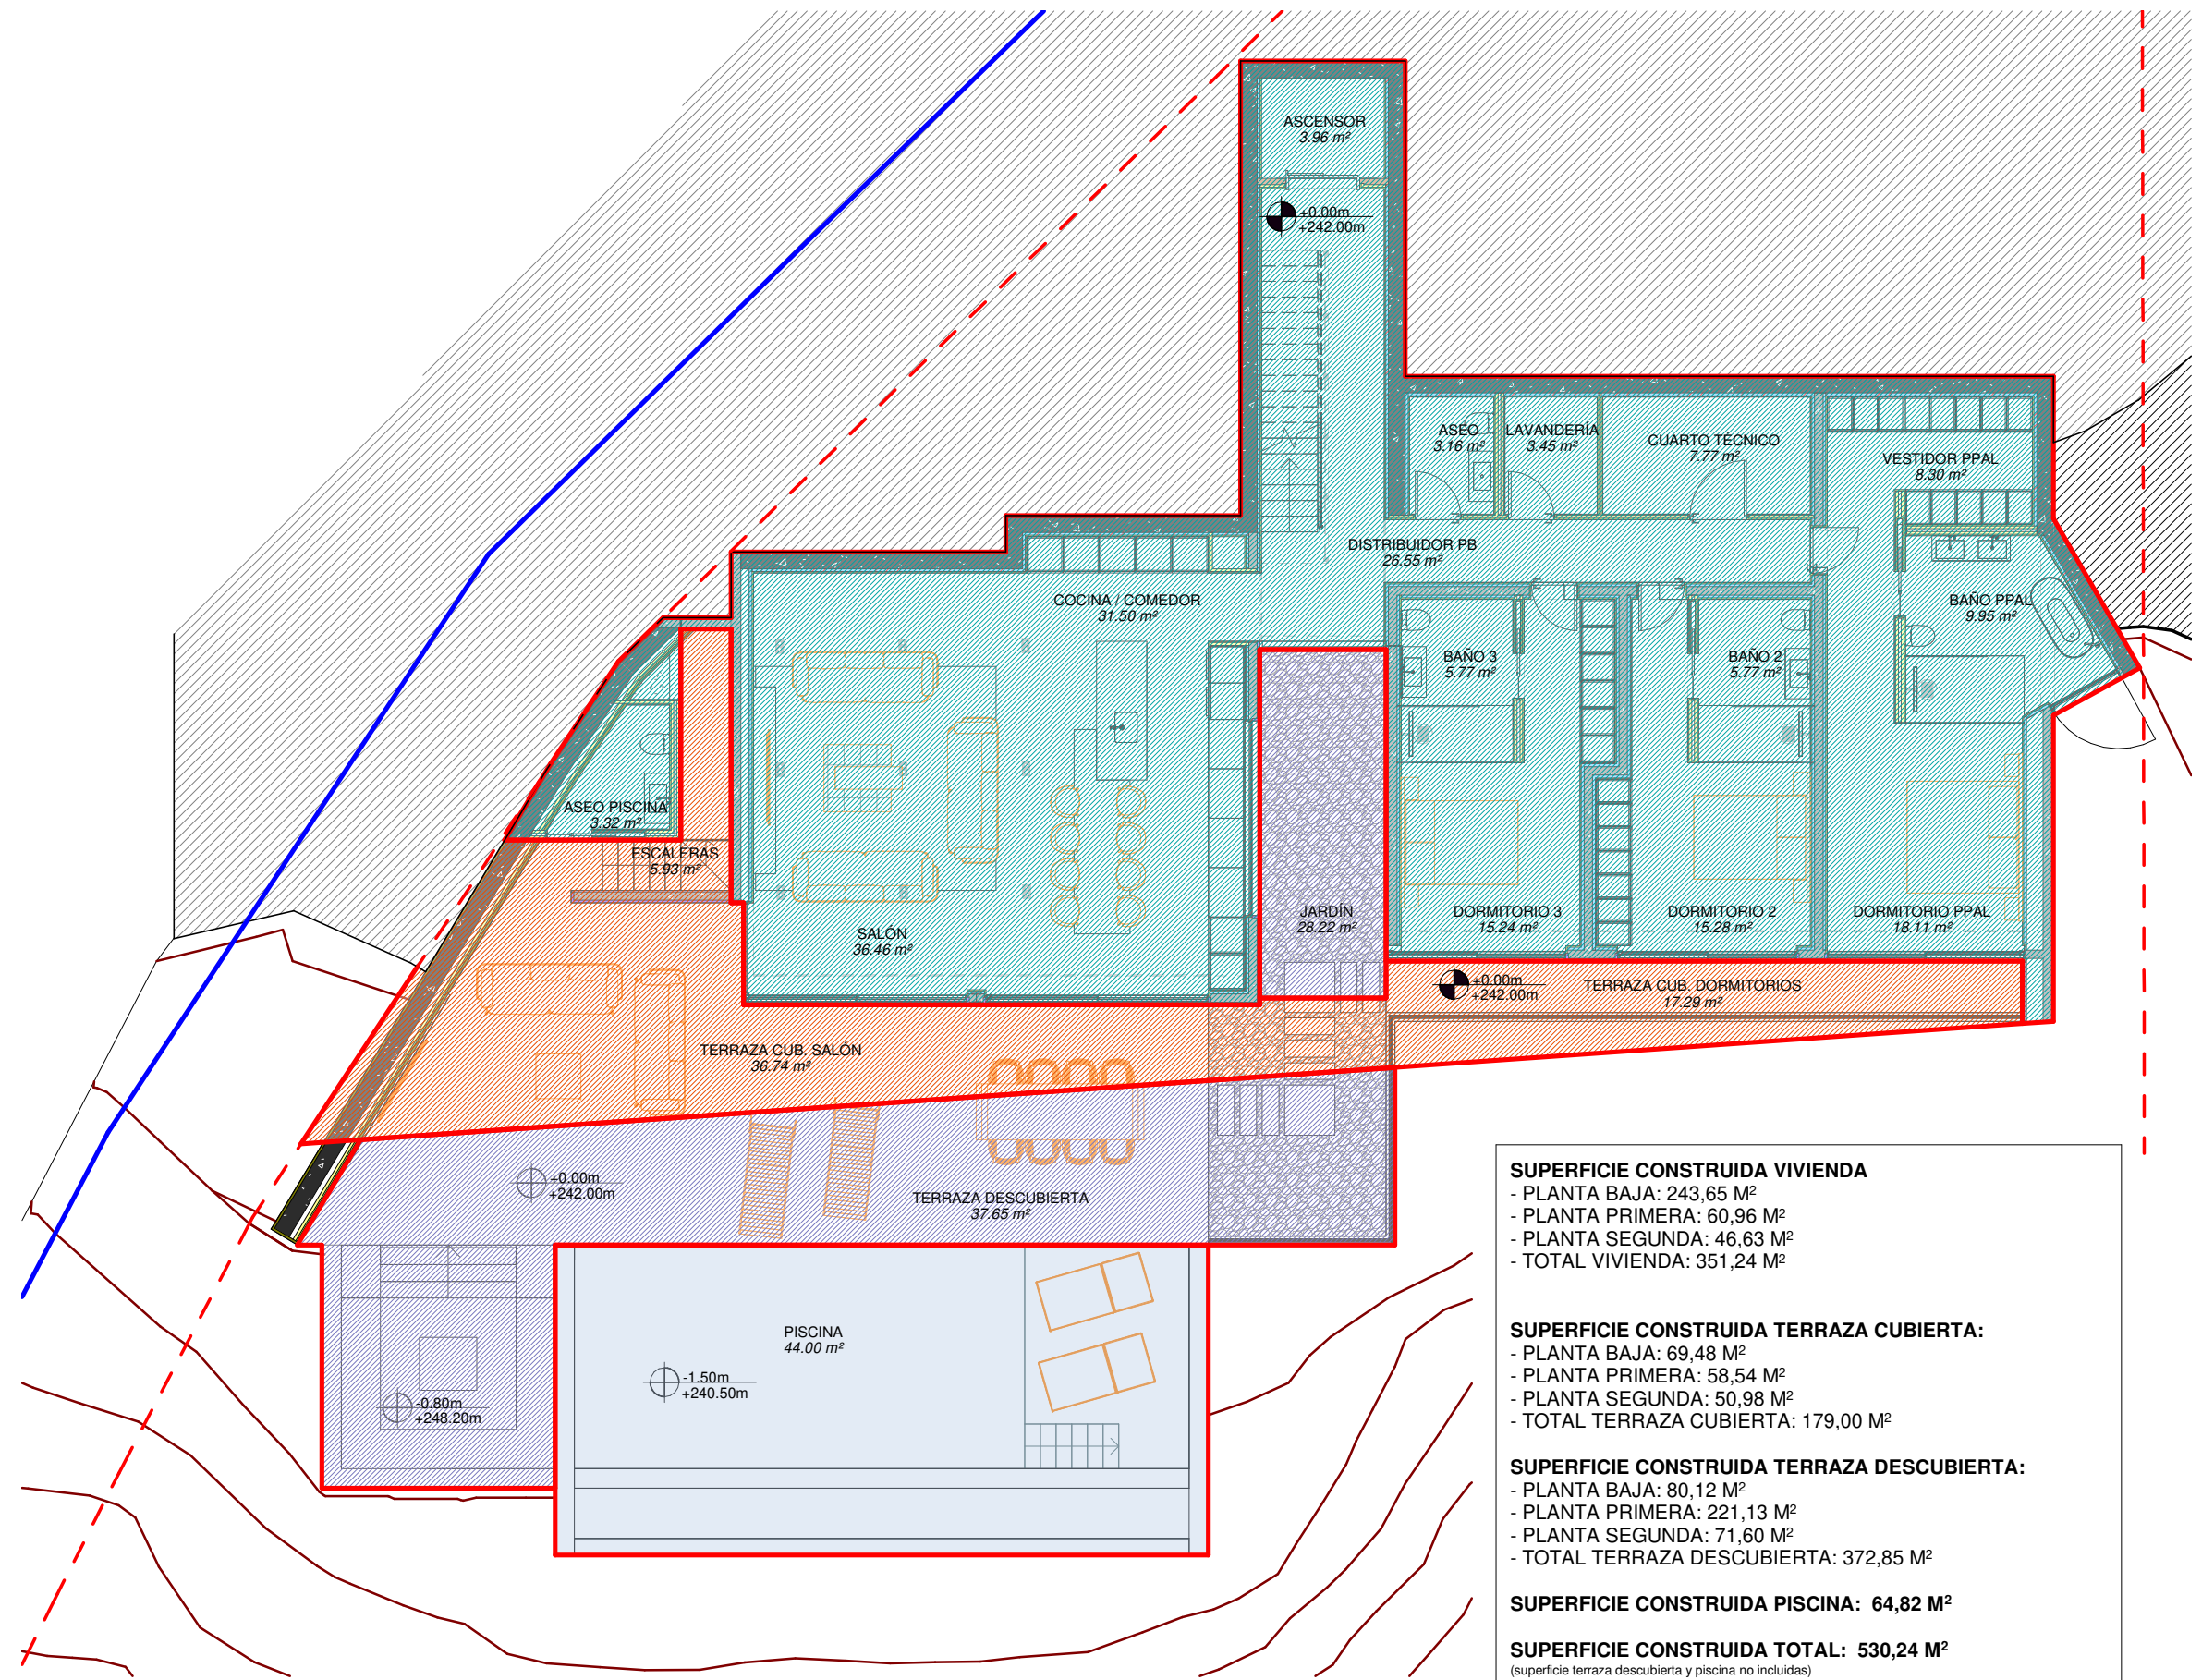 ASCENSOR
3.96 m²
+0.00m
+242.00m
ASEO
3.16 m²
LAVANDERÍA
3.45 m²
CUARTO TÉCNICO
7.77 m²
VESTIDOR PPAL
8.30 m²
DISTRIBUIDOR PB
26.55 m²
COCINA / COMEDOR
31.50 m²
BAÑO 3
5.77 m²
BAÑO 2
5.77 m²
BAÑO PPAL
9.95 m²
ASEO PISCINA
3.32 m²
ESCALERAS
5.93 m²
SALÓN
36.46 m²
JARDÍN
28.22 m²
DORMITORIO 3
15.24 m²
DORMITORIO 2
15.28 m²
DORMITORIO PPAL
18.11 m²
+0.00m
+242.00m
TERRAZA CUB. DORMITORIOS
17.29 m²
TERRAZA CUB. SALÓN
36.74 m²
+0.00m
+242.00m
TERRAZA DESCUBIERTA
37.65 m²
PISCINA
44.00 m²
-1.50m
+240.50m
-0.80m
+248.20m
SUPERFICIE CONSTRUIDA VIVIENDA
- PLANTA BAJA: 243,65 M²
- PLANTA PRIMERA: 60,96 M²
- PLANTA SEGUNDA: 46,63 M²
- TOTAL VIVIENDA: 351,24 M²
SUPERFICIE CONSTRUIDA TERRAZA CUBIERTA:
- PLANTA BAJA: 69,48 M²
- PLANTA PRIMERA: 58,54 M²
- PLANTA SEGUNDA: 50,98 M²
- TOTAL TERRAZA CUBIERTA: 179,00 M²
SUPERFICIE CONSTRUIDA TERRAZA DESCUBIERTA:
- PLANTA BAJA: 80,12 M²
- PLANTA PRIMERA: 221,13 M²
- PLANTA SEGUNDA: 71,60 M²
- TOTAL TERRAZA DESCUBIERTA: 372,85 M²
SUPERFICIE CONSTRUIDA PISCINA: 64,82 M²
SUPERFICIE CONSTRUIDA TOTAL: 530,24 M²
(superficie terraza descubierta y piscina no incluidas)